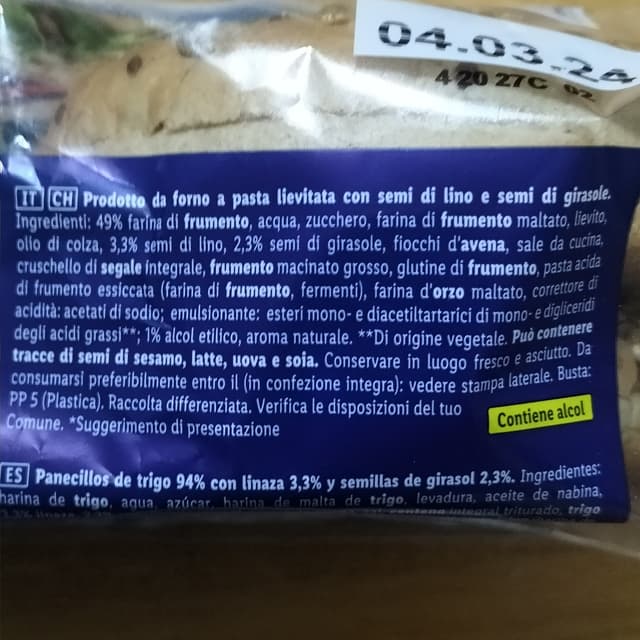 04.03.24
4 20 27C 02
IT CH Prodotto da forno a pasta lievitata con semi di lino e semi di girasole.
Ingredienti: 49% farina di frumento, acqua, zucchero, farina di frumento maltato, lievito,
olio di colza, 3,3% semi di lino, 2,3% semi di girasole, fiocchi d'avena, sale da cucina,
cruschello di segale integrale, frumento macinato grosso, glutine di frumento, pasta acida
di frumento essiccata (farina di frumento, fermenti), farina d'orzo maltato, correttore di
acidità: acetati di sodio; emulsionante: esteri mono- e diacetiltartarici di mono- e digliceridi
degli acidi grassi**; 1% alcol etilico, aroma naturale. **Di origine vegetale. Può contenere
tracce di semi di sesamo, latte, uova e soia. Conservare in luogo fresco e asciutto. Da
consumarsi preferibilmente entro il (in confezione integra): vedere stampa laterale. Busta:
PP 5 (Plastica). Raccolta differenziata. Verifica le disposizioni del tuo
Comune. *Suggerimento di presentazione
Contiene alcol
ES Panecillos de trigo 94% con linaza 3,3% y semillas de girasol 2,3%. Ingredientes:
harina de trigo, agua, azúcar, harina de malta de trigo, levadura, aceite de nabina,
3,3% linaza, centeno integral triturado, trigo